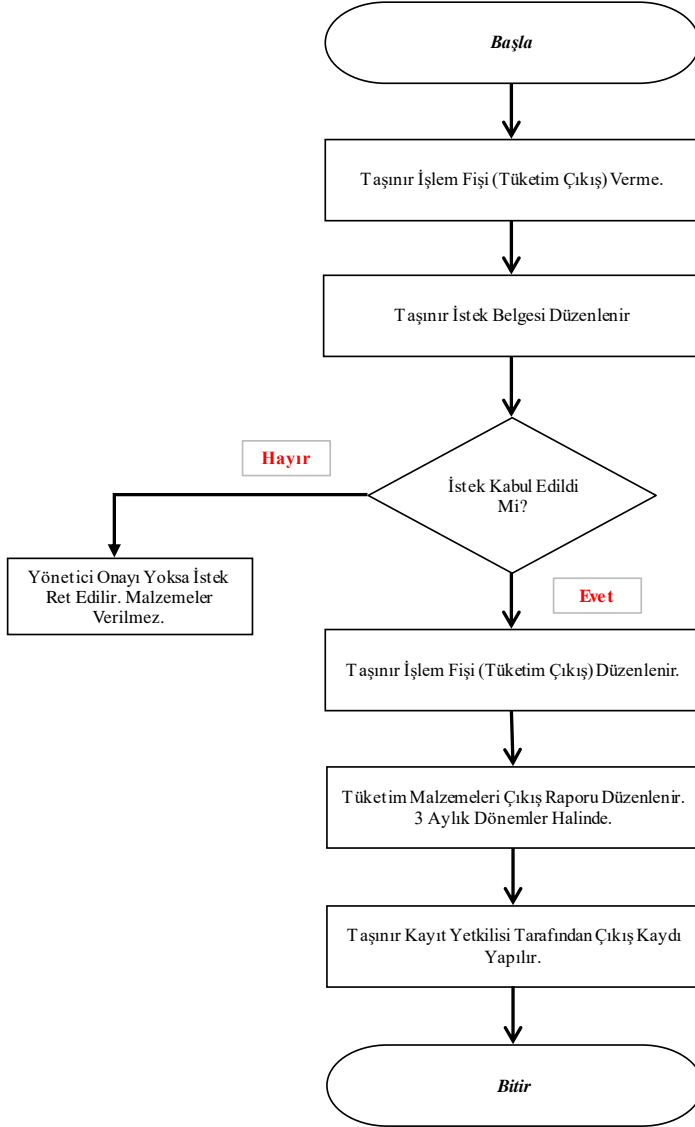 Başla
Taşınır İşlem Fişi (Tüketim Çıkış) Verme.
Taşınır İstek Belgesi Düzenlenir
Hayır
İstek Kabul Edildi
Mi?
Yönetici Onayı Yoksa İstek
Ret Edilir. Malzemeler
Verilmez.
Evet
Taşınır İşlem Fişi (Tüketim Çıkış) Düzenlenir.
Tüketim Malzemeleri Çıkış Raporu Düzenlenir.
3 Aylık Dönemler Halinde.
Taşınır Kayıt Yetkilisi Tarafından Çıkış Kaydı
Yapılır.
Bitir